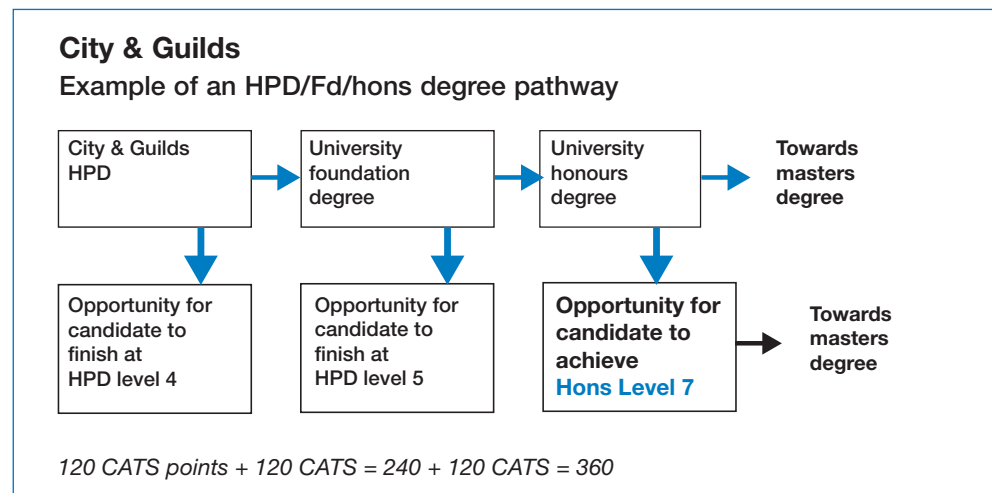 City & Guilds
Example of an HPD/Fd/hons degree pathway
City & Guilds
HPD
University
foundation
degree
University
honours
degree
Towards
masters
degree
Opportunity for
candidate to
finish at
HPD level 4
Opportunity for
candidate to
finish at
HPD level 5
Opportunity for
candidate to
achieve
Hons Level 7
Towards
masters
degree
120 CATS points + 120 CATS = 240 + 120 CATS = 360